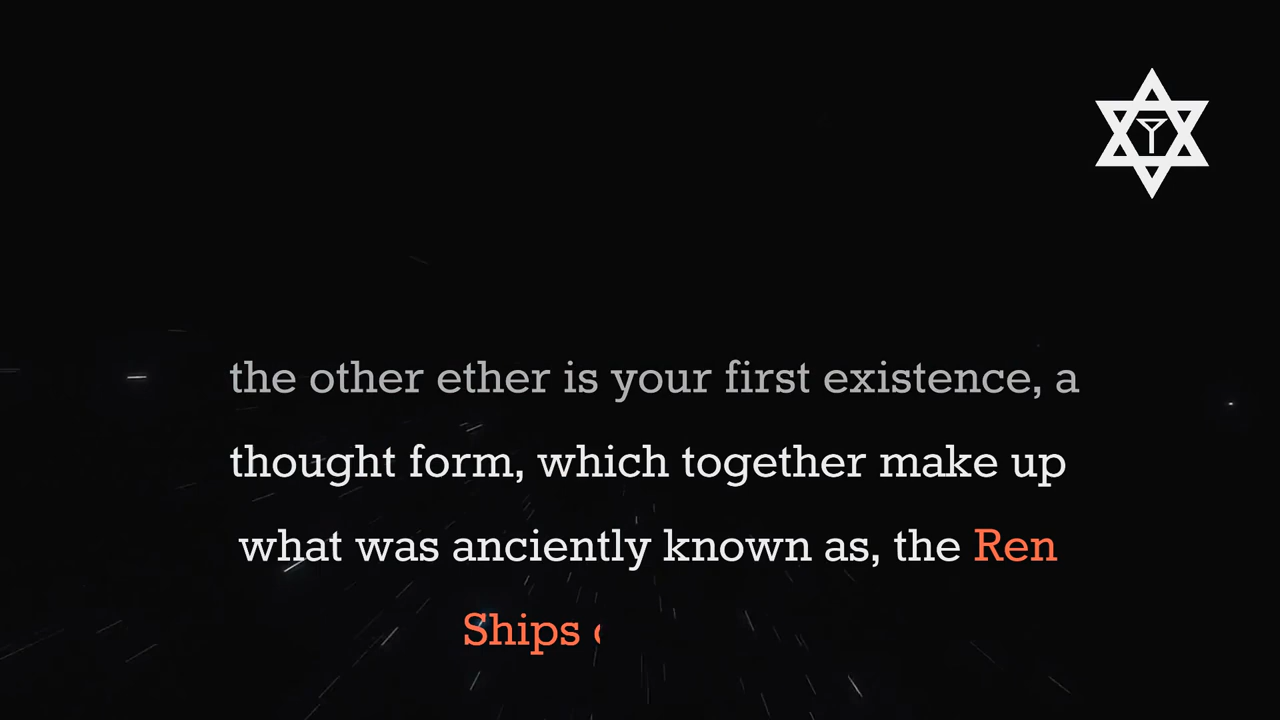 the other ether is your first existence, a
thought form, which together make up
what was anciently known as, the Ren
Ships